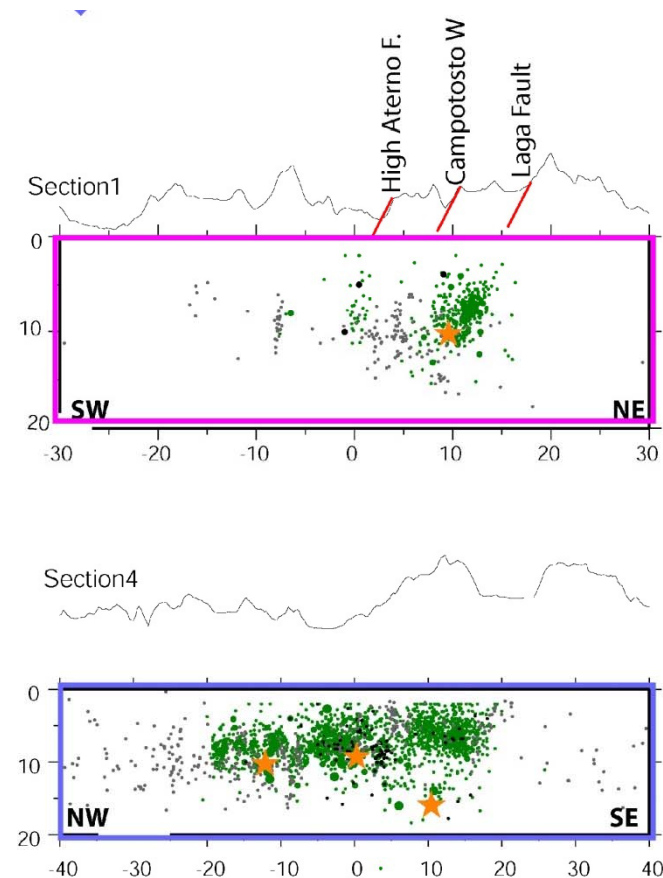 High Aterno F.
Campotosto W
Laga Fault
Section1
0
10
20
SW
NE
-30 -20 -10 0 10 20 30
Section4
0
10
20
NW
SE
-40 -30 -20 -10 0 10 20 30 40